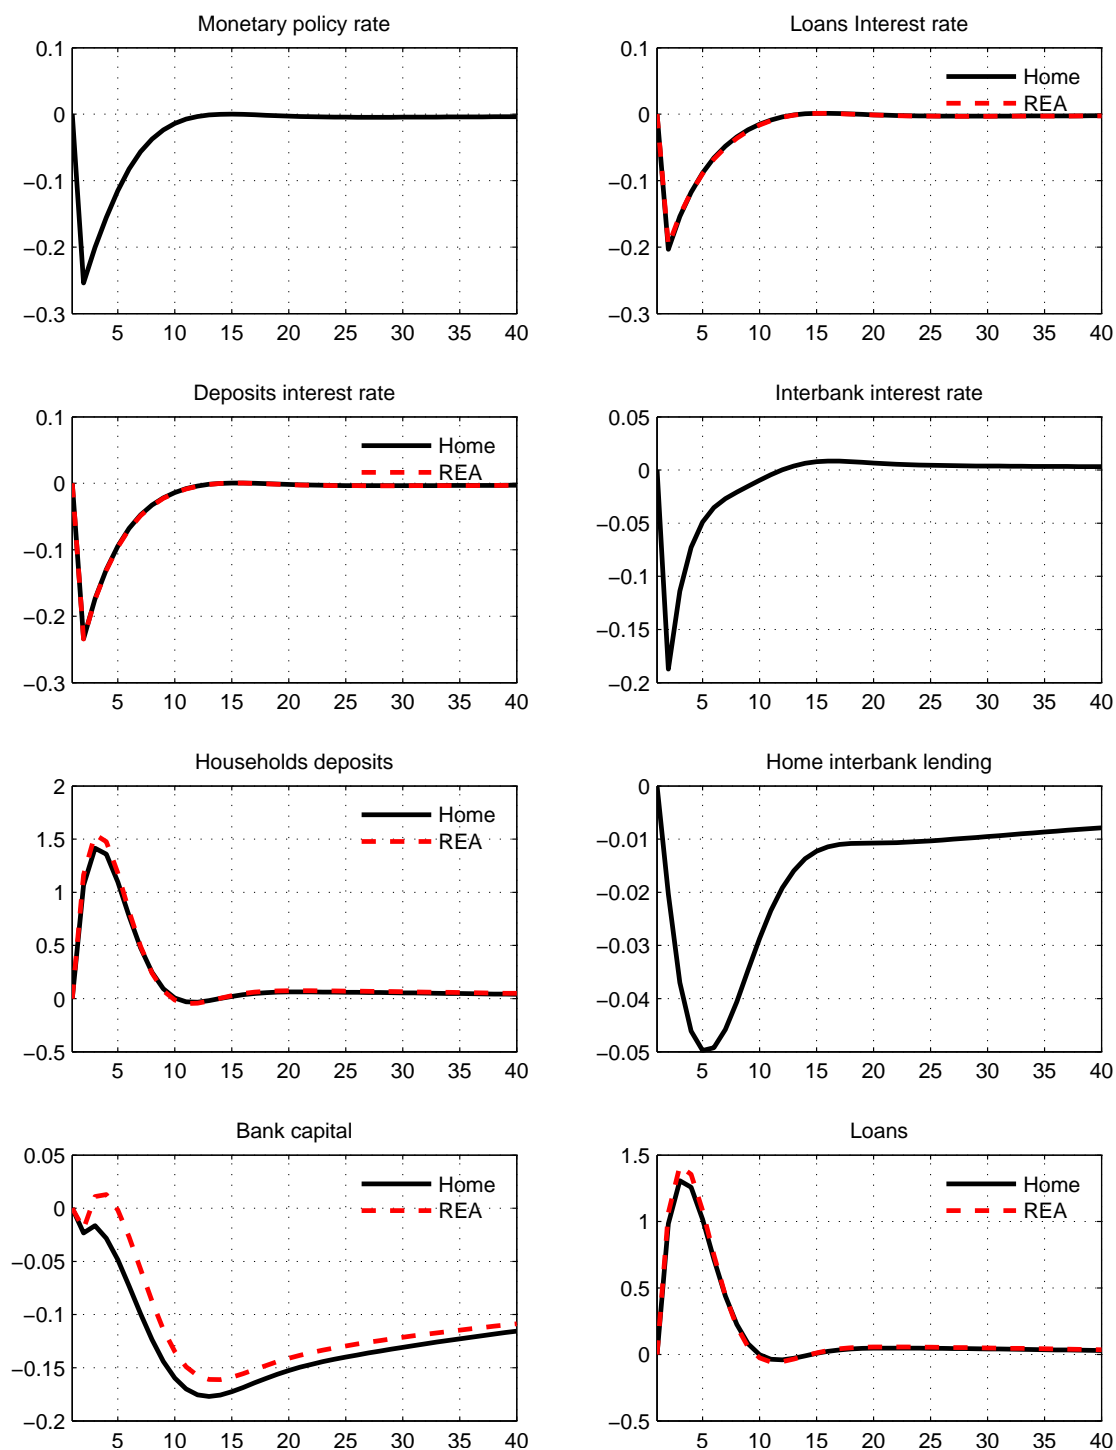 Monetary policy rate
0.1
0
−0.1
−0.2
−0.3
5 10 15 20 25 30 35 40
Loans Interest rate
0.1
0
−0.1
−0.2
−0.3
Home
REA
5 10 15 20 25 30 35 40
Deposits interest rate
0.1
0
−0.1
−0.2
−0.3
Home
REA
5 10 15 20 25 30 35 40
Interbank interest rate
0.05
0
−0.05
−0.1
−0.15
−0.2
5 10 15 20 25 30 35 40
Households deposits
2
1.5
1
0.5
0
−0.5
Home
REA
5 10 15 20 25 30 35 40
Home interbank lending
0
−0.01
−0.02
−0.03
−0.04
−0.05
5 10 15 20 25 30 35 40
Bank capital
0.05
0
−0.05
−0.1
−0.15
−0.2
Home
REA
5 10 15 20 25 30 35 40
Loans
1.5
1
0.5
0
−0.5
Home
REA
5 10 15 20 25 30 35 40